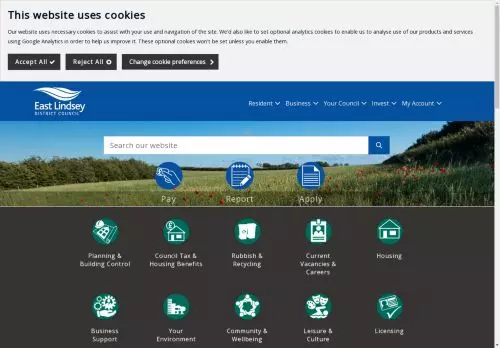 This website uses cookies
Our website uses necessary cookies to assist with your use and navigation of the site. We'd also like to set optional analytics cookies to enable us to analyse use of our products and services
using Google Analytics in order to help us improve it. These optional cookies won't be set unless you enable them.
Accept All
Reject All
Change cookie preferences
East Lindsey
DISTRICT COUNCIL
Resident
Business
Your Council
Invest
My Account
Search our website
Pay
Report
Apply
Planning &
Building Control
Council Tax &
Housing Benefits
Rubbish &
Recycling
Current
Vacancies &
Careers
Housing
Business
Support
Your
Environment
Community &
Wellbeing
Leisure &
Culture
Licensing